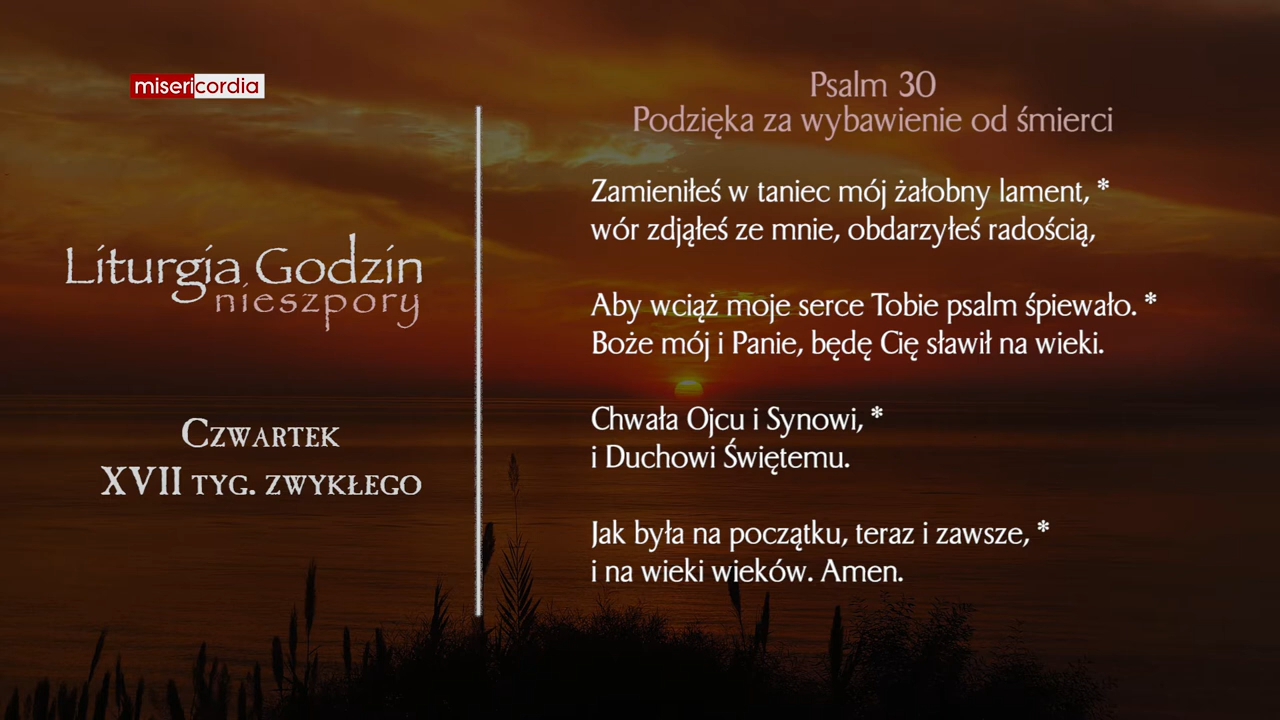 misericordia
Liturgia Godzin
nieszpory
Czwartek
XVII tyg. zwykłego
Psalm 30
Podzięka za wybawienie od śmierci
Zamieniłeś w taniec mój żałobny lament, *
wór zdjąłeś ze mnie, obdarzyłeś radością,
Aby wciąż moje serce Tobie psalm śpiewało. *
Boże mój i Panie, będę Cię sławił na wieki.
Chwała Ojcu i Synowi, *
i Duchowi Świętemu.
Jak była na początku, teraz i zawsze, *
i na wieki wieków. Amen.